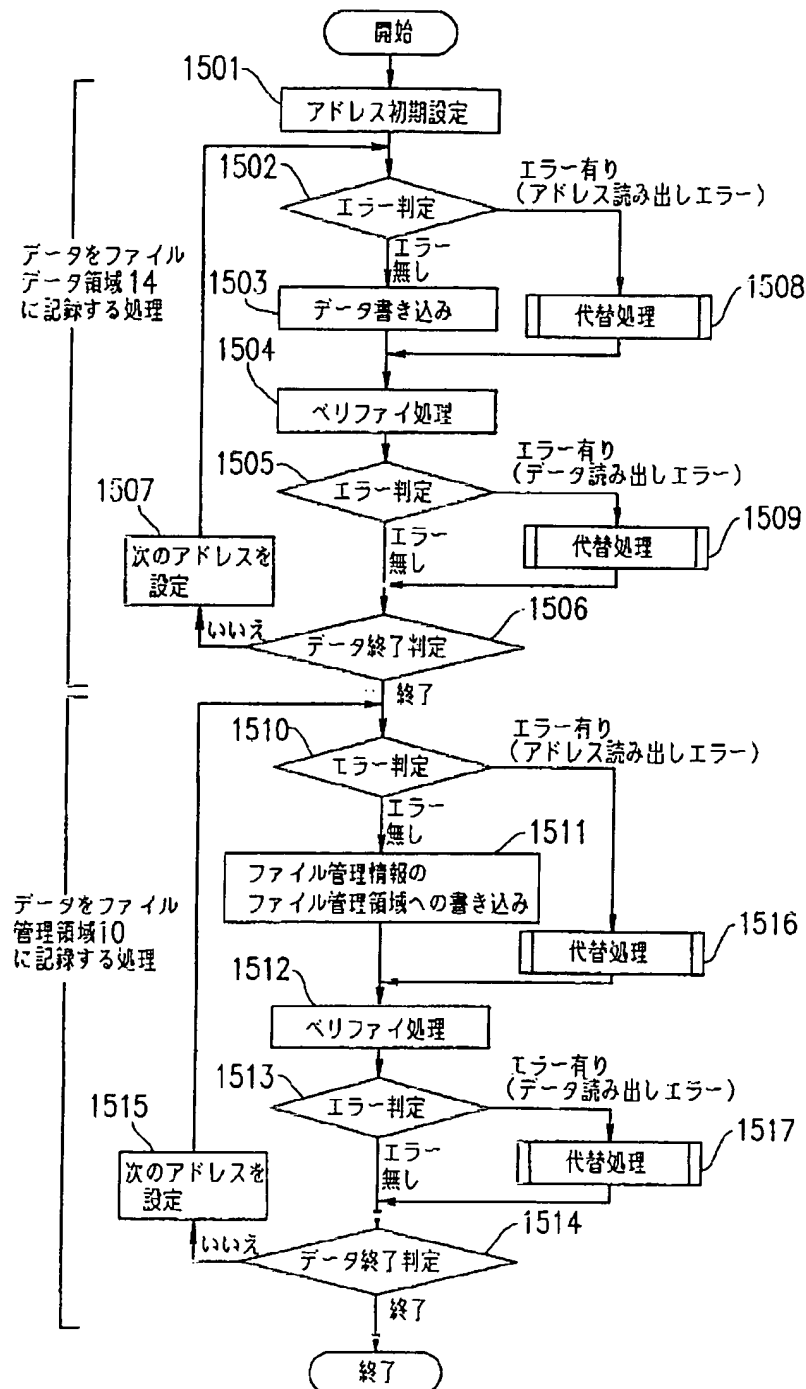 開始
1501
アドレス初期設定
1502
エラー有り
(アドレス読み出しエラー)
エラー判定
エラー
無し
データをファイル
データ領域14
に記録する処理
1503
データ書き込み
代替処理
1508
1504
ベリファイ処理
1505
エラー有り
(データ読み出しエラー)
エラー判定
1507
エラー
無し
代替処理
1509
次のアドレスを
設定
いいえ
データ終了判定
1506
終了
1510
エラー有り
(アドレス読み出しエラー)
エラー判定
エラー
無し
1511
ファイル管理情報の
ファイル管理領域への書き込み
データをファイル
管理領域10
に記録する処理
代替処理
1516
1512
ベリファイ処理
1513
エラー有り
(データ読み出しエラー)
エラー判定
1515
エラー
無し
代替処理
1517
次のアドレスを
設定
いいえ
データ終了判定
1514
終了
終了